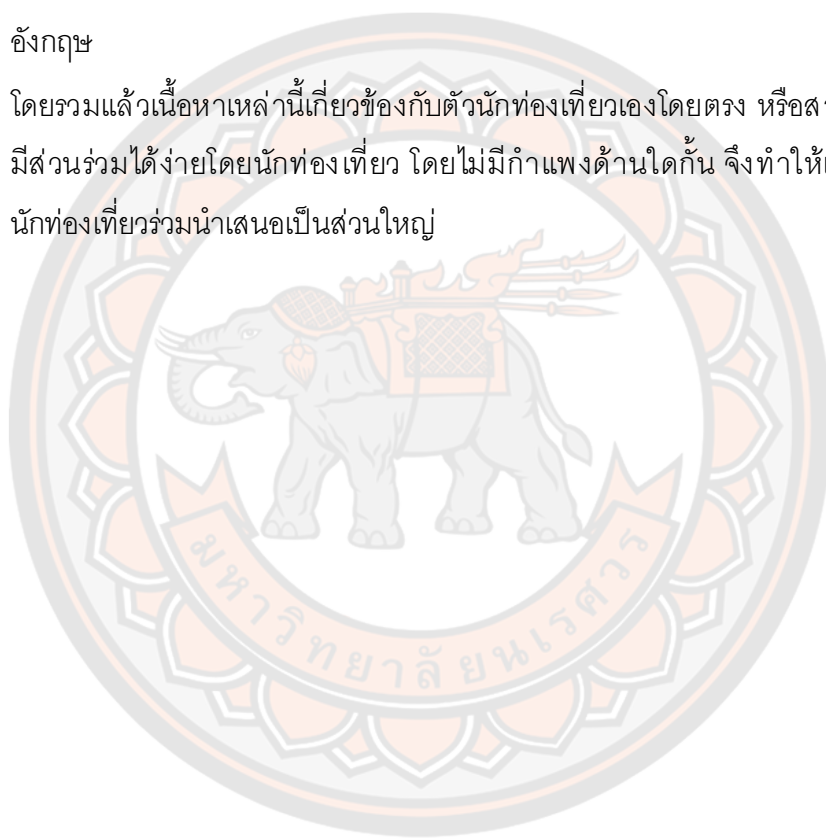 อังกฤษ
โดยรวมแล้วเนื้อหาเหล่านี้เกี่ยวข้องกับตัวนักท่องเที่ยวเองโดยตรง หรือ
มีส่วนร่วมได้ง่ายโดยนักท่องเที่ยว โดยไม่มีกำแพงด้านใดกั้น จึงทำให้
นักท่องเที่ยวร่วมนำเสนอเป็นส่วนใหญ่
มหาวิทยาลัยนเรศวร